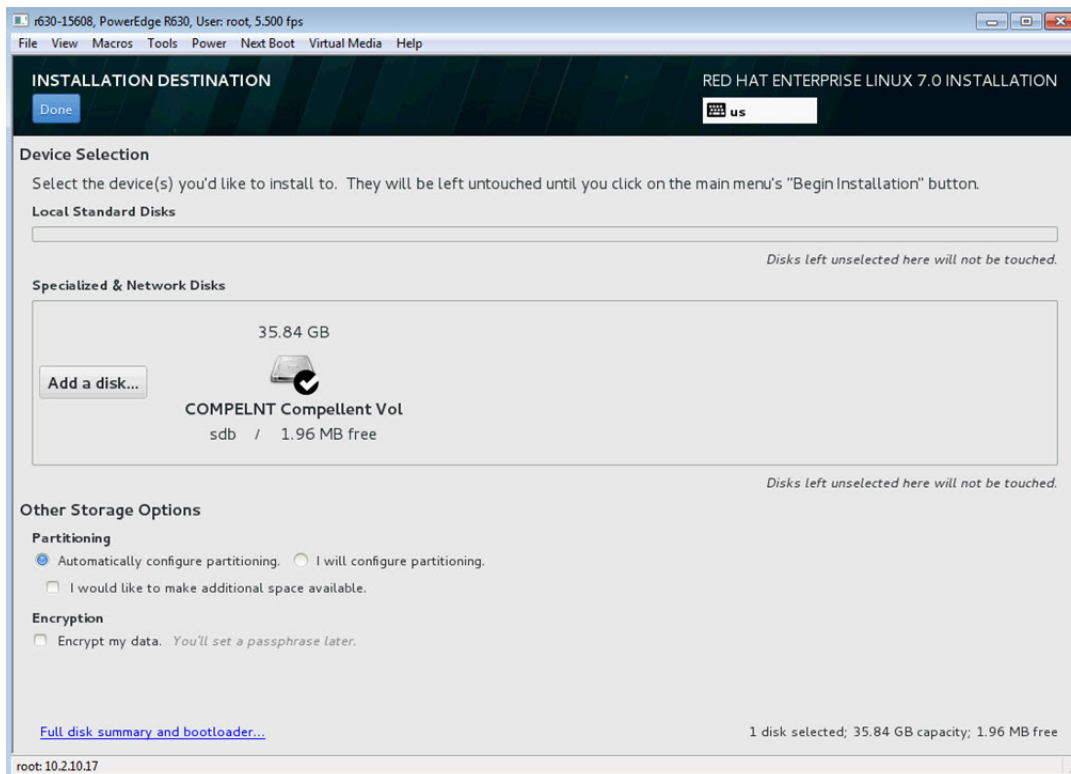 r630-15608, PowerEdge R630, User: root, 5.500 fps
File View Macros Tools Power Next Boot Virtual Media Help
INSTALLATION DESTINATION
RED HAT ENTERPRISE LINUX 7.0 INSTALLATION
Done
us
Device Selection
Select the device(s) you'd like to install to. They will be left untouched until you click on the main menu's "Begin Installation" button.
Local Standard Disks
Disks left unselected here will not be touched.
Specialized & Network Disks
35.84 GB
Add a disk...
COMPELNT Compellent Vol
sdb / 1.96 MB free
Disks left unselected here will not be touched.
Other Storage Options
Partitioning
Automatically configure partitioning. I will configure partitioning.
I would like to make additional space available.
Encryption
Encrypt my data. You'll set a passphrase later.
Full disk summary and bootloader...
1 disk selected; 35.84 GB capacity; 1.96 MB free
root: 10.2.10.17